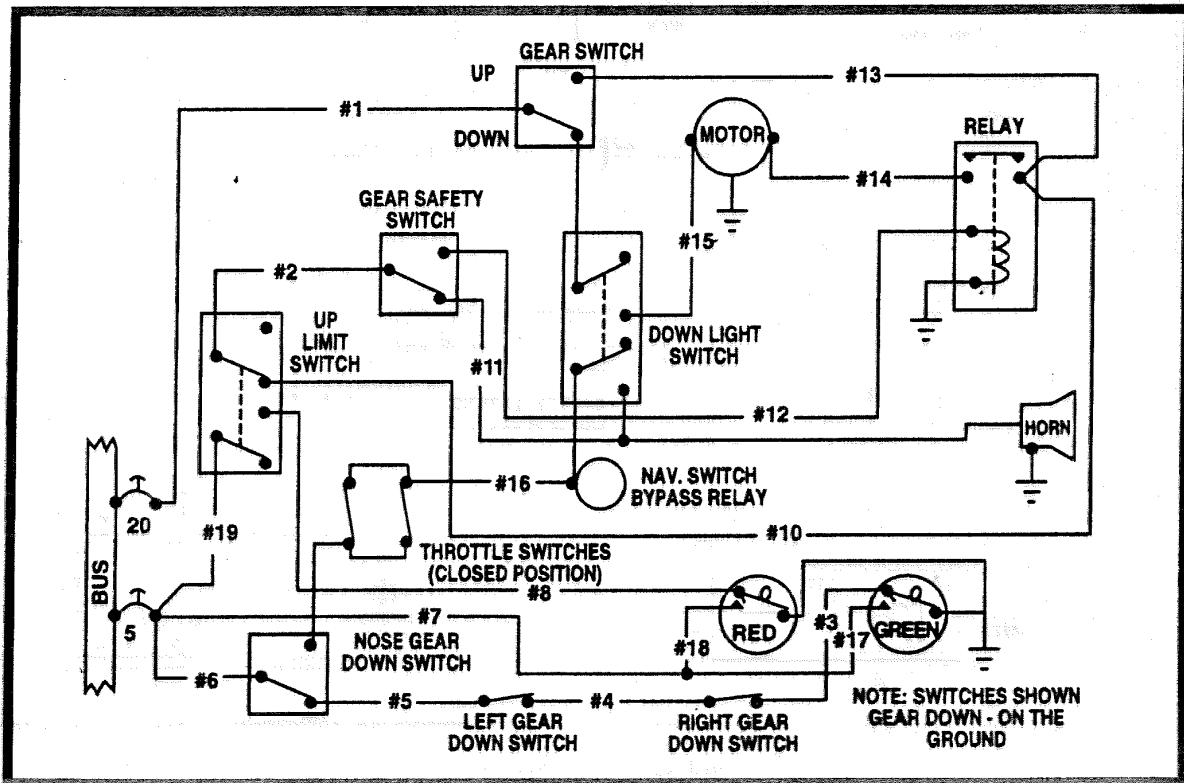 GEAR SWITCH
UP
#13
#1
MOTOR
RELAY
DOWN
GEAR SAFETY
SWITCH
#14
#15
#2
UP
LIMIT
SWITCH
DOWN LIGHT
SWITCH
#11
#12
HORN
NAV. SWITCH
BYPASS RELAY
#16
20
#19
#10
THROTTLE SWITCHES
(CLOSED POSITION)
BUS
#8
5
#7
RED
#3
GREEN
#18
#17
NOSE GEAR
DOWN SWITCH
#6
#5
#4
LEFT GEAR
DOWN SWITCH
RIGHT GEAR
DOWN SWITCH
NOTE: SWITCHES SHOWN
GEAR DOWN - ON THE
GROUND